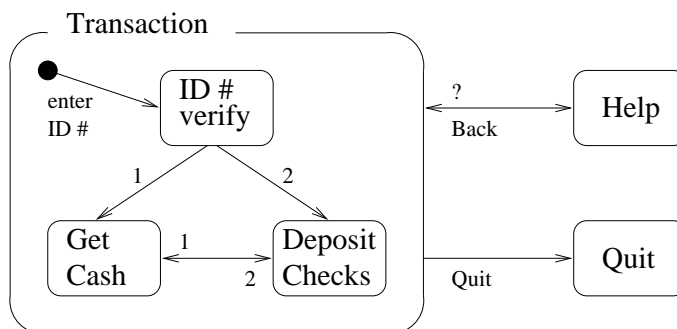 Transaction
enter
ID #
ID #
verify
?
Back
Help
1
2
Get
Cash
1
2
Deposit
Checks
Quit
Quit